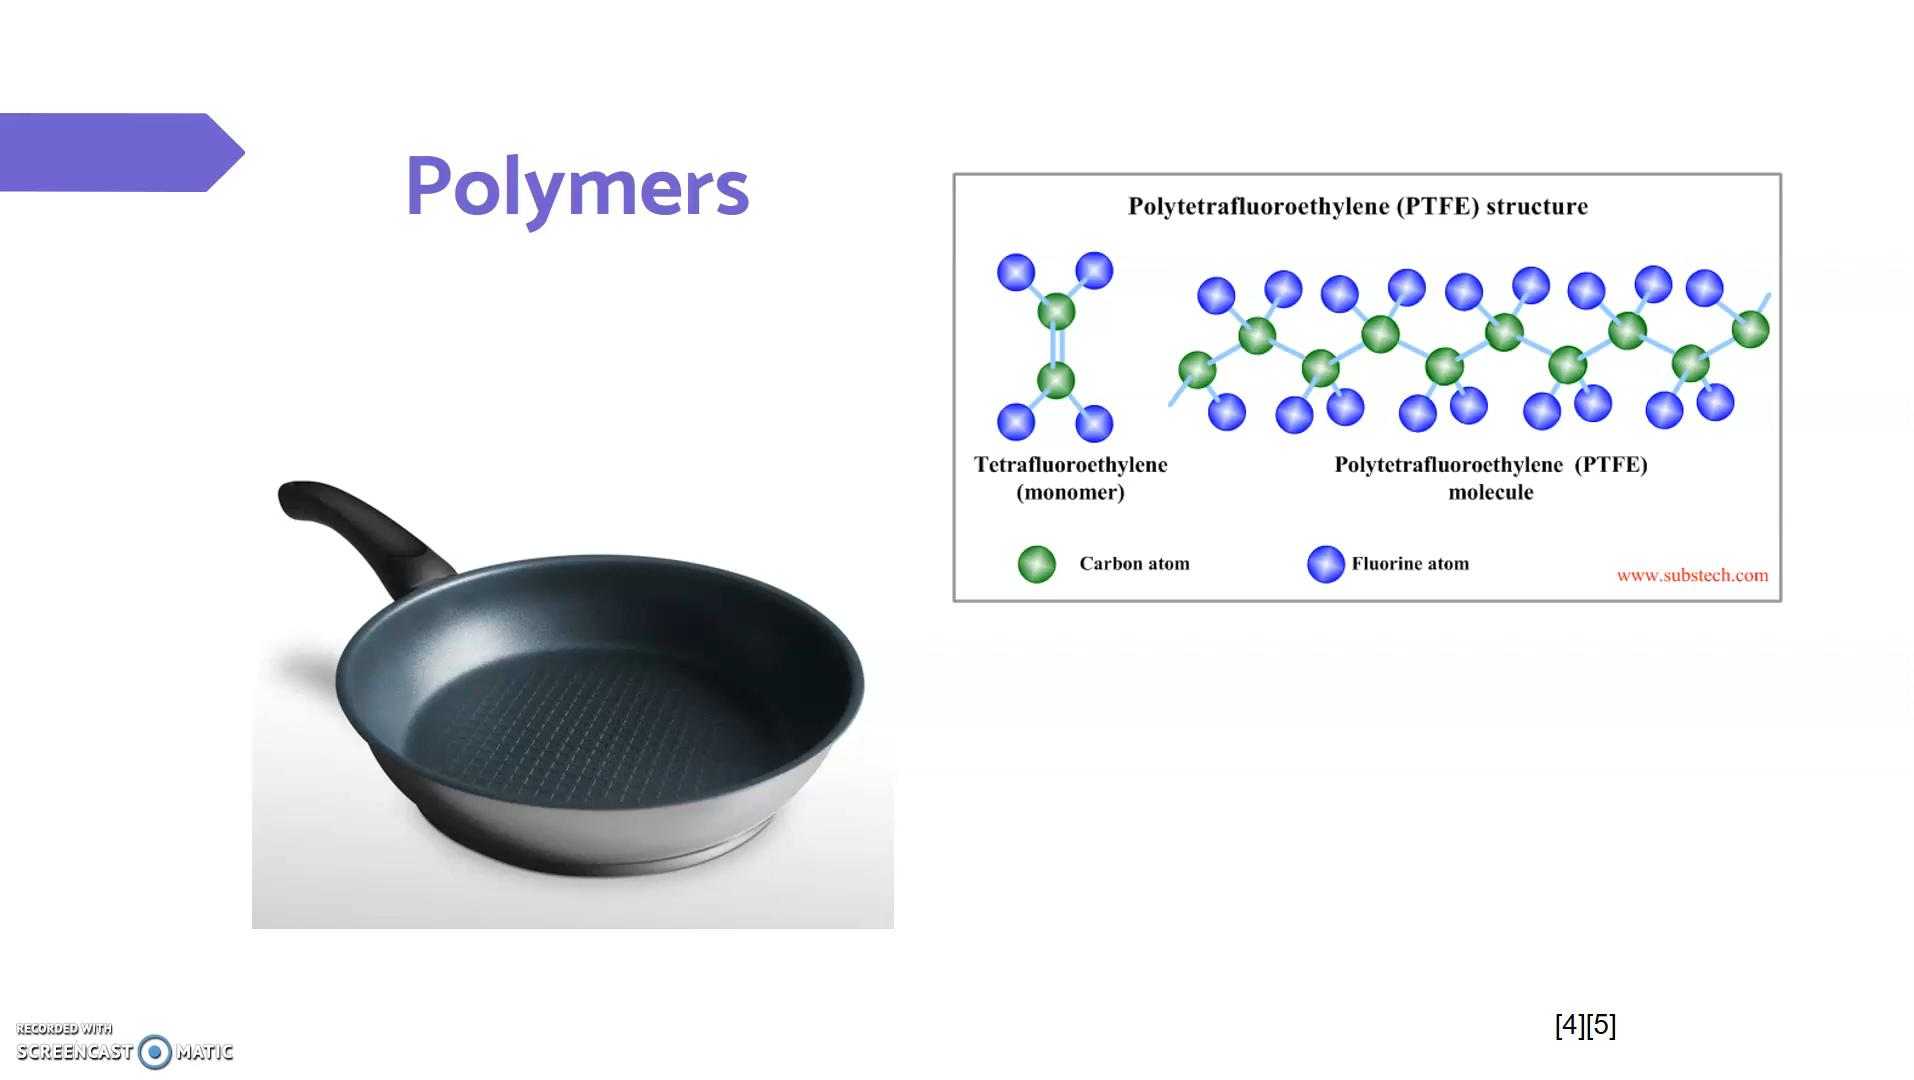 Polymers
Polytetrafluoroethylene (PTFE) structure
Tetrafluoroethylene
(monomer)
Polytetrafluoroethylene (PTFE)
molecule
Carbon atom
Fluorine atom
www.substech.com
[4][5]
RECORDED WITH
SCREENCAST MATIC